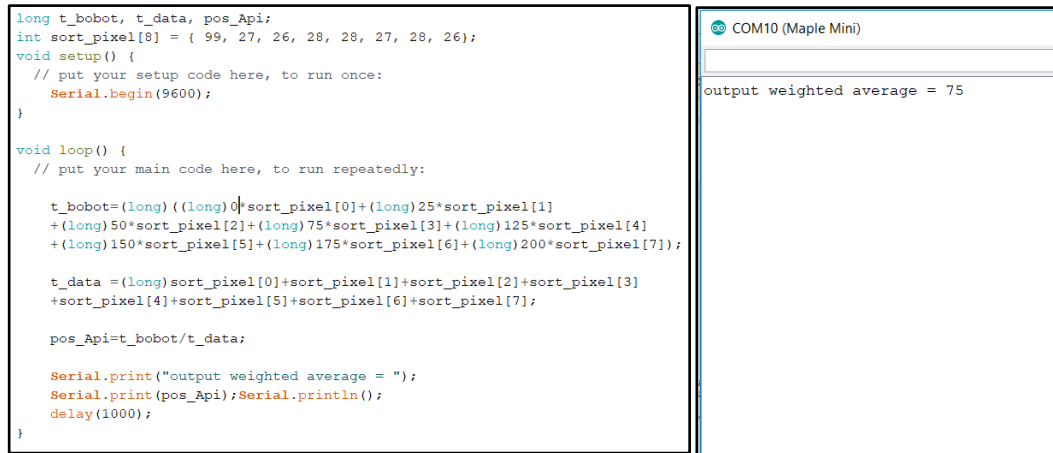 long t_bobot, t_data, pos_Api;
int sort_pixel[8] = { 99, 27, 26, 28, 28, 27, 28, 26};
void setup() {
  // put your setup code here, to run once:
    Serial.begin(9600);
}

void loop() {
  // put your main code here, to run repeatedly:

    t_bobot=(long)((long)0*sort_pixel[0]+(long)25*sort_pixel[1]
    +(long)50*sort_pixel[2]+(long)75*sort_pixel[3]+(long)125*sort_pixel[4]
    +(long)150*sort_pixel[5]+(long)175*sort_pixel[6]+(long)200*sort_pixel[7]);

    t_data =(long)sort_pixel[0]+sort_pixel[1]+sort_pixel[2]+sort_pixel[3]
    +sort_pixel[4]+sort_pixel[5]+sort_pixel[6]+sort_pixel[7];

    pos_Api=t_bobot/t_data;

    Serial.print("output weighted average = ");
    Serial.print(pos_Api);Serial.println();
    delay(1000);
}
COM10 (Maple Mini)
output weighted average = 75